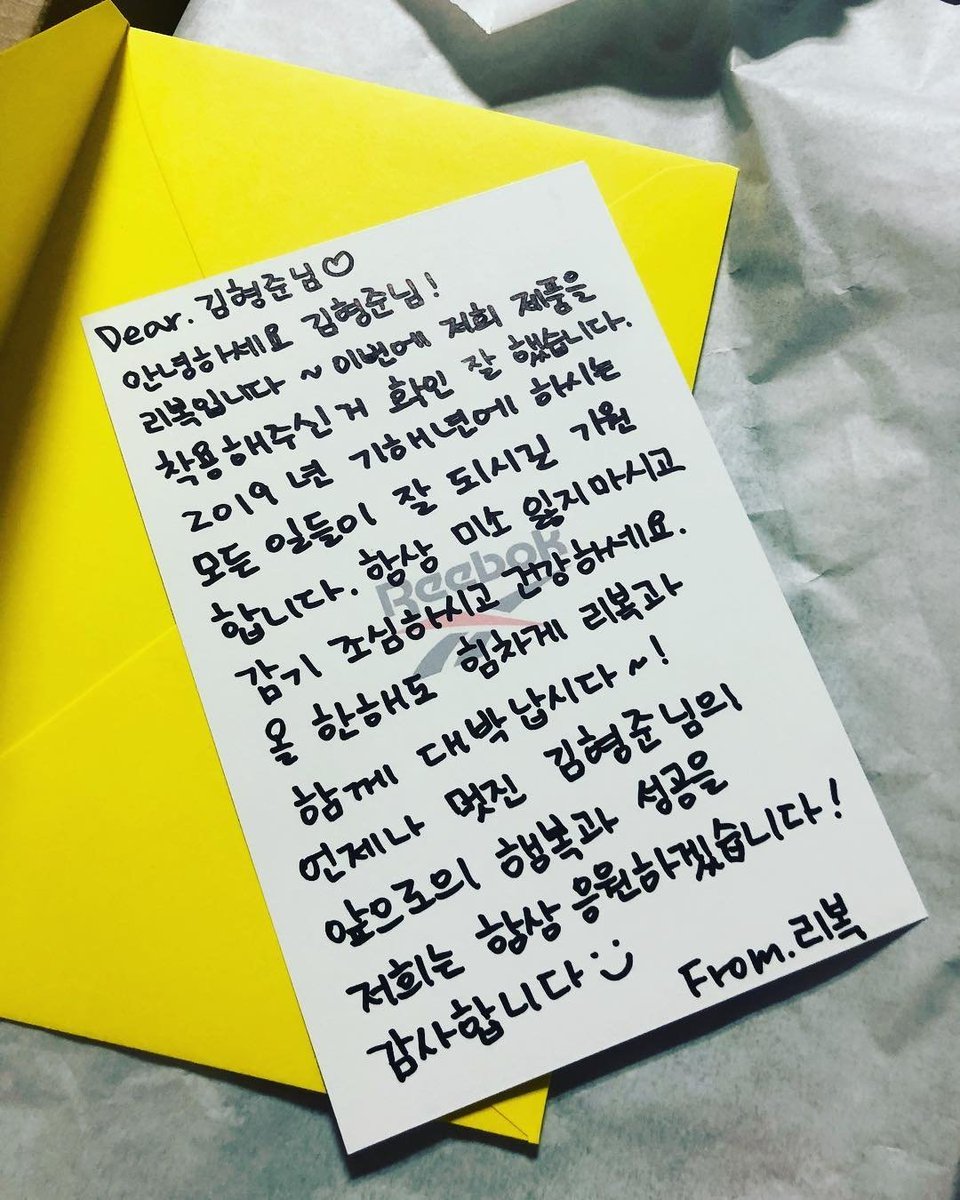 Dear. 김형준님♡
안녕하세요 김형준님!
리복입니다 ~ 이번에 저희 제품을
착용해주신 거 확인 잘 했습니다.
2019 년 기해년에 하시는
모든 일들이 잘 되시길 기원
합니다. 항상 미소 잃지마시고
Reebok
감기 조심하시고 건강하세요.
올 한해도 힘차게 리복과
함께 대박납시다~!
언제나 멋진 김형준님의
앞으로의 행복과 성공을
저희는 항상 응원하겠습니다!
감사합니다 :)
From. 리복